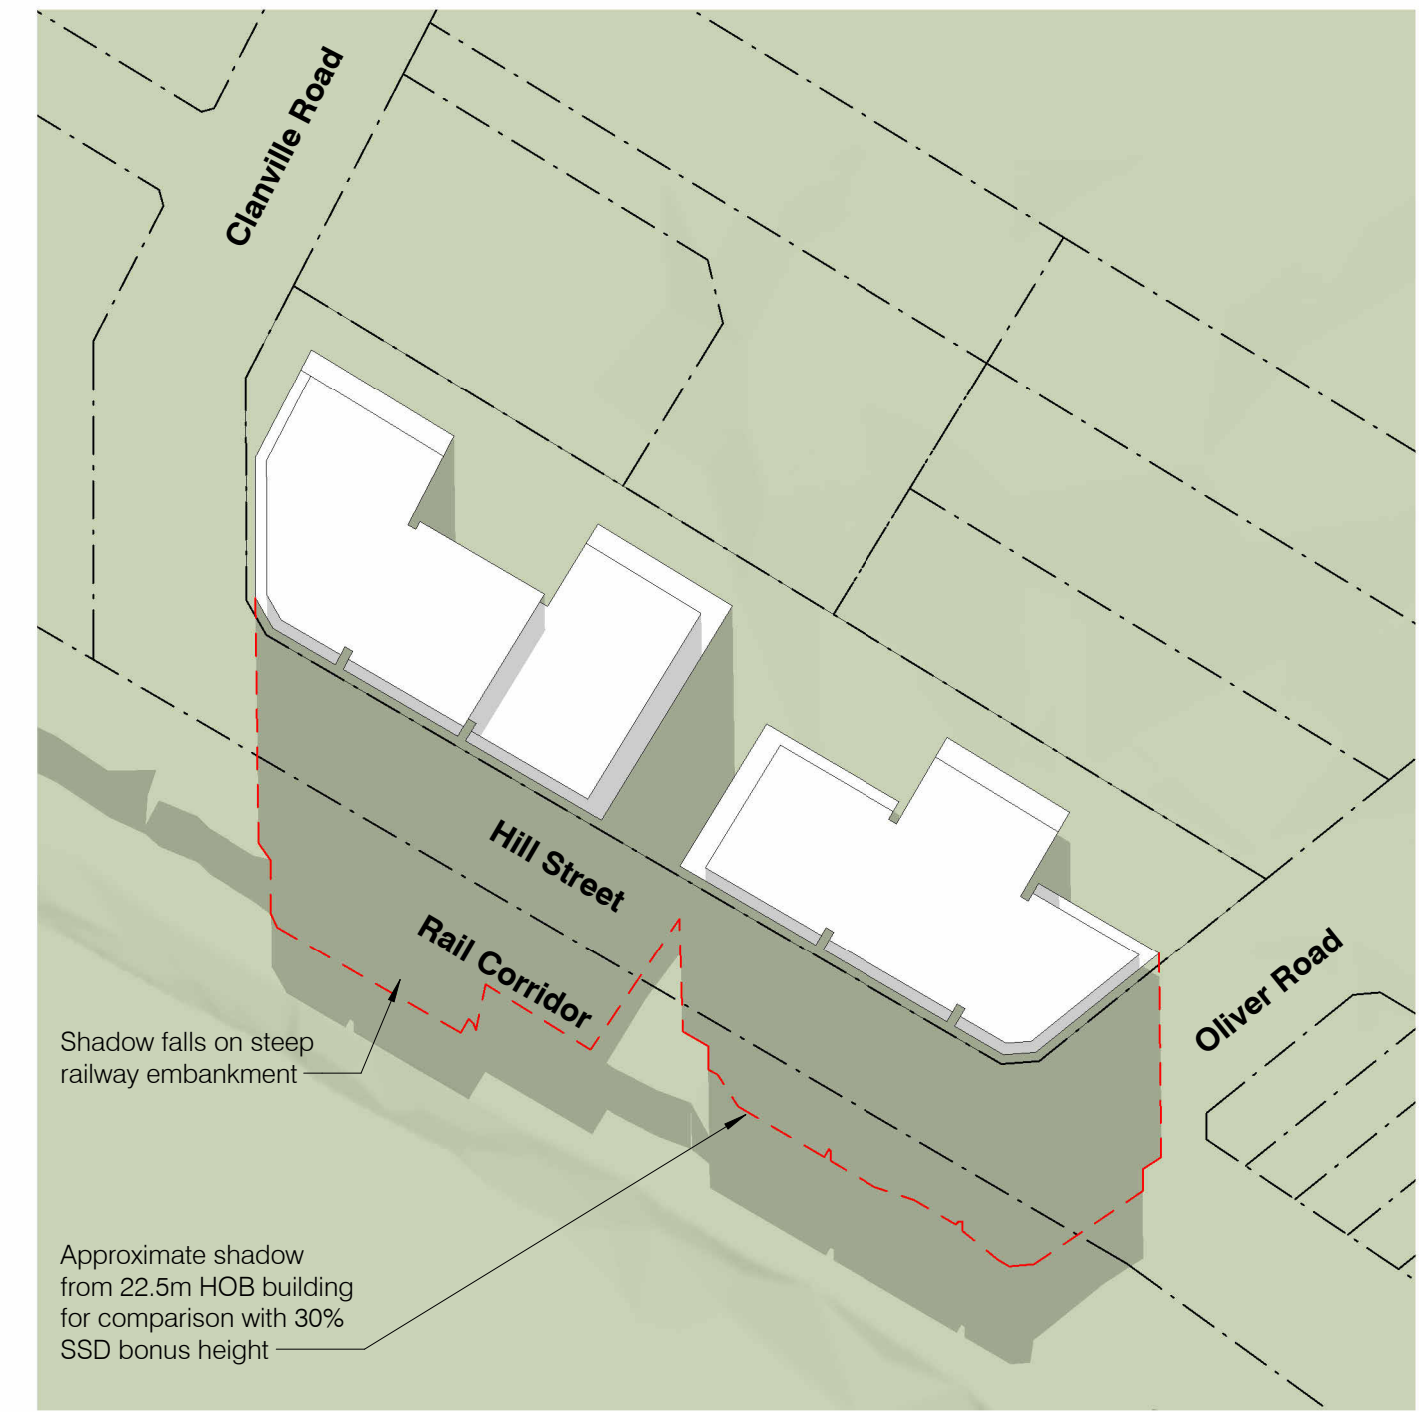 Clanville Road
Hill Street
Rail Corridor
Oliver Road
Shadow falls on steep
railway embankment
Approximate shadow
from 22.5m HOB building
for comparison with 30%
SSD bonus height